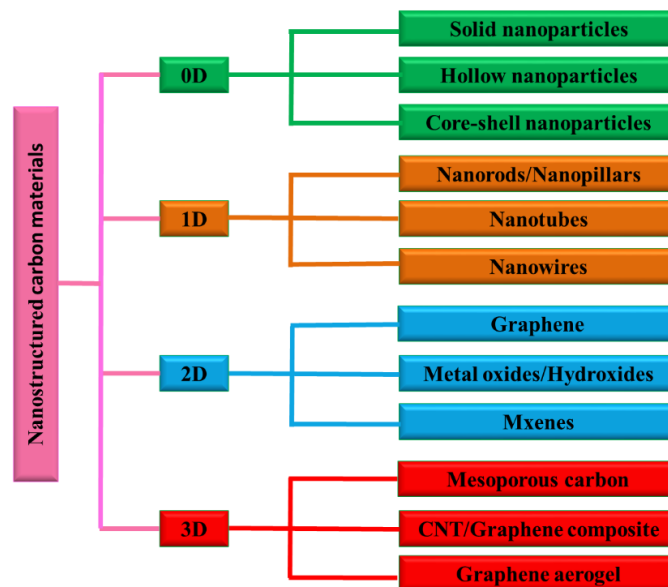 Nanostructured carbon materials
0D
Solid nanoparticles
Hollow nanoparticles
Core-shell nanoparticles
1D
Nanorods/Nanopillars
Nanotubes
Nanowires
2D
Graphene
Metal oxides/Hydroxides
Mxenes
3D
Mesoporous carbon
CNT/Graphene composite
Graphene aerogel